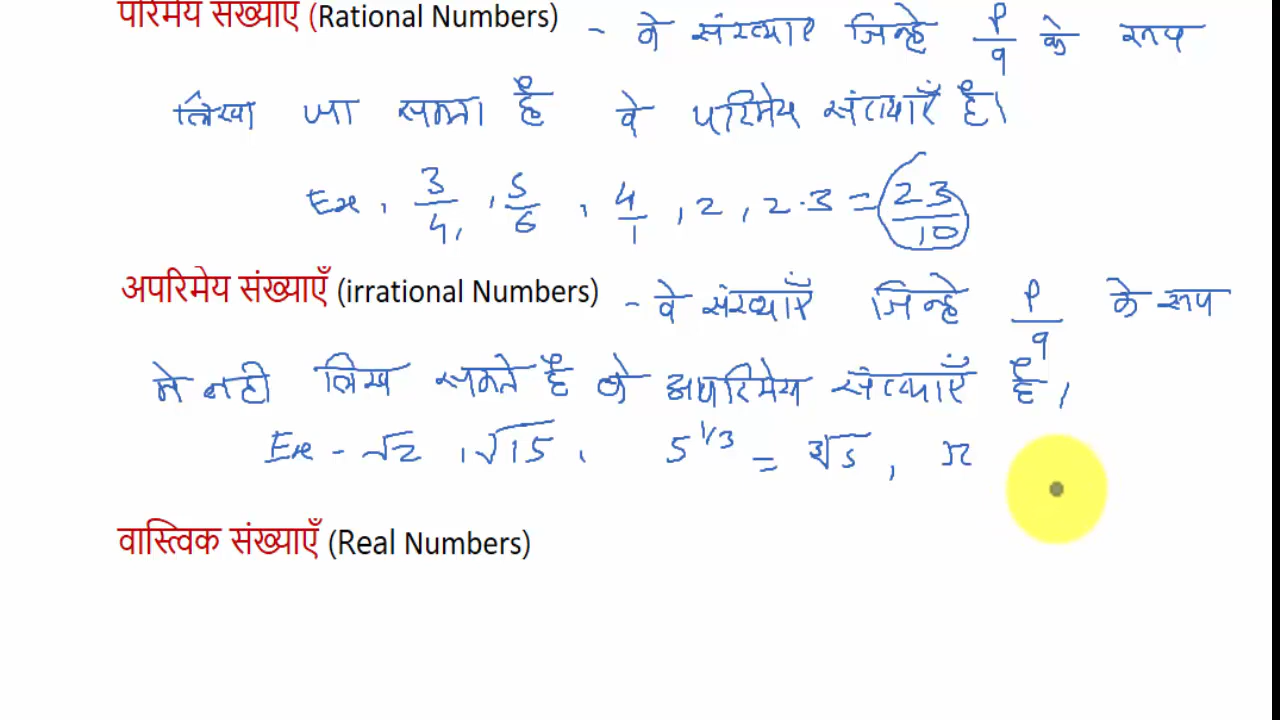 परिमेय संख्याएँ (Rational Numbers) - वे संख्याएँ जिन्हे p/q के रूप
लिखा जा सकता है वे परिमेय संख्याएँ है।
Ex, 3/4, 5/6, 4/1, 2, 2.3 = 23/10
अपरिमेय संख्याएँ (irrational Numbers) - वे संख्याएँ जिन्हे p/q के रूप
मे नही लिख सकते है वे अपरिमेय संख्याएँ है।
Ex - √2, √15, 5^1/3 = ∛5, π
वास्त्विक संख्याएँ (Real Numbers)